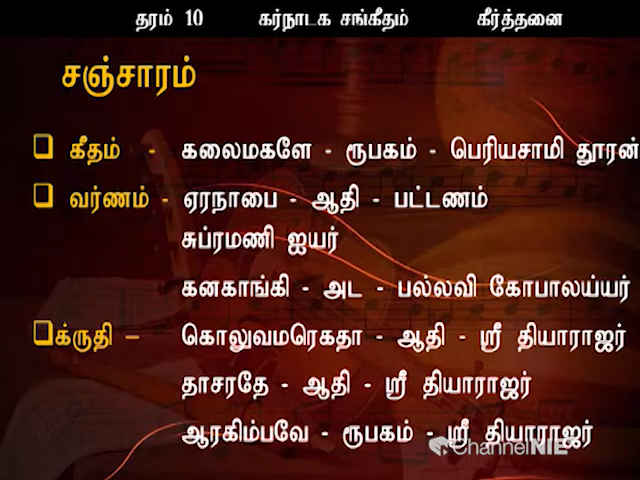 தரம் 10 கர்நாடக சங்கீதம் கீர்த்தனை
சஞ்சாரம்
கீதம் - கலைமகளே - ரூபகம் - பெரியசாமி தூரன்
வர்ணம் - ஏரநாபை - ஆதி - பட்டணம்
சுப்ரமணி ஐயர்
கனகாங்கி - அட - பல்லவி கோபாலய்யர்
க்ருதி – கொலுவமரெகதா - ஆதி - ஸ்ரீ தியாராஜர்
தாசரதே - ஆதி - ஸ்ரீ தியாராஜர்
ஆரகிம்பவே - ரூபகம் - ஸ்ரீ தியாராஜர்
ChannelNIE